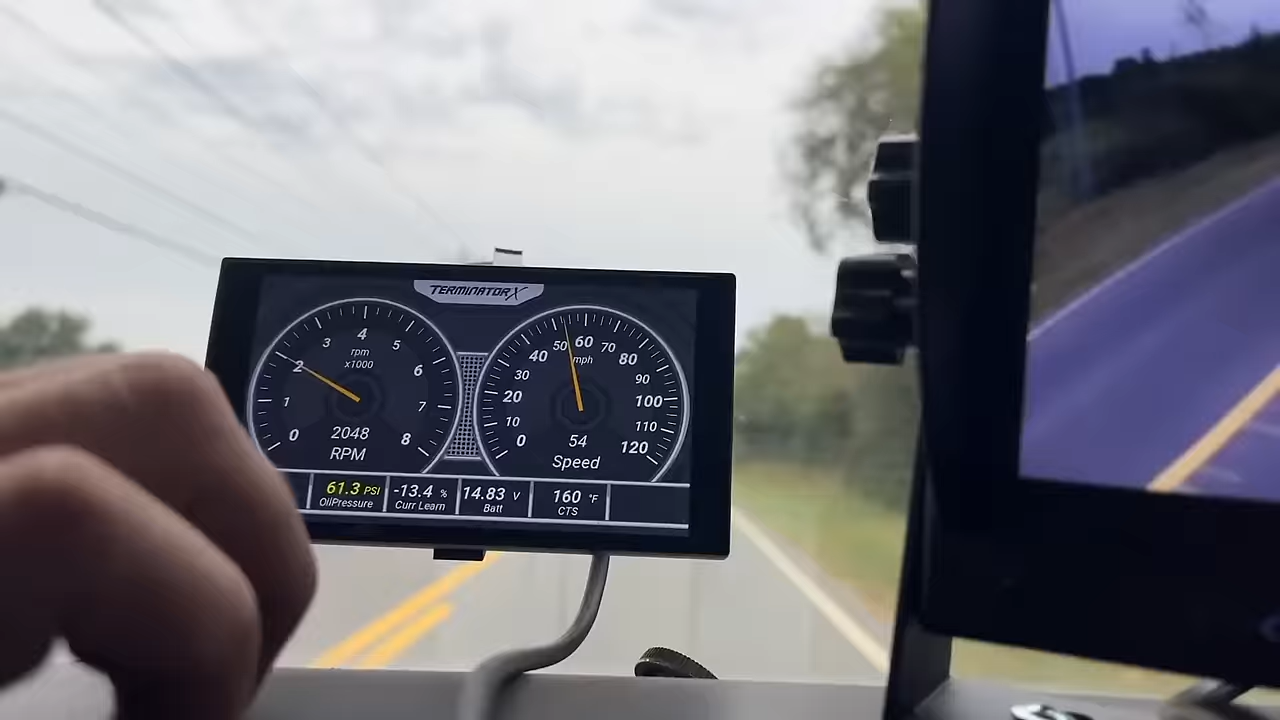 TERMINATOR X
0 1 2 3 4 5 6 7 8
rpm
x1000
2048
RPM
0 10 20 30 40 50 60 70 80 90 100 110 120
mph
54
Speed
61.3 PSI
OilPressure
-13.4 %
Curr Learn
14.83 V
Batt
160 °F
CTS